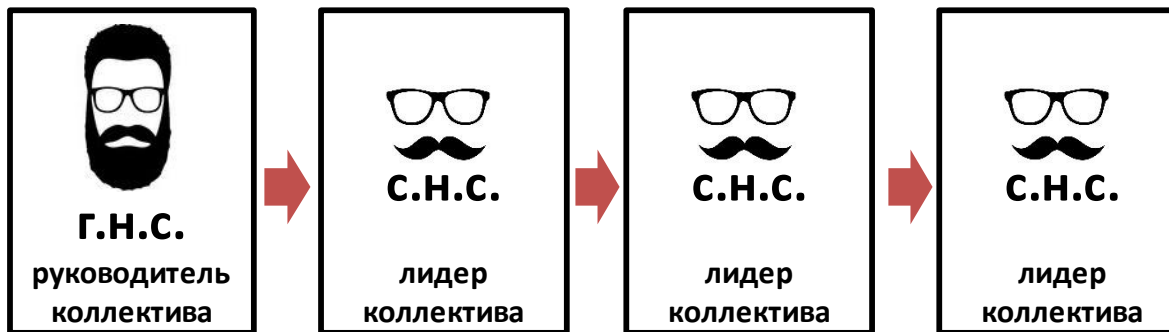 г.н.с.
руководитель
коллектива
с.н.с.
лидер
коллектива
с.н.с.
лидер
коллектива
с.н.с.
лидер
коллектива